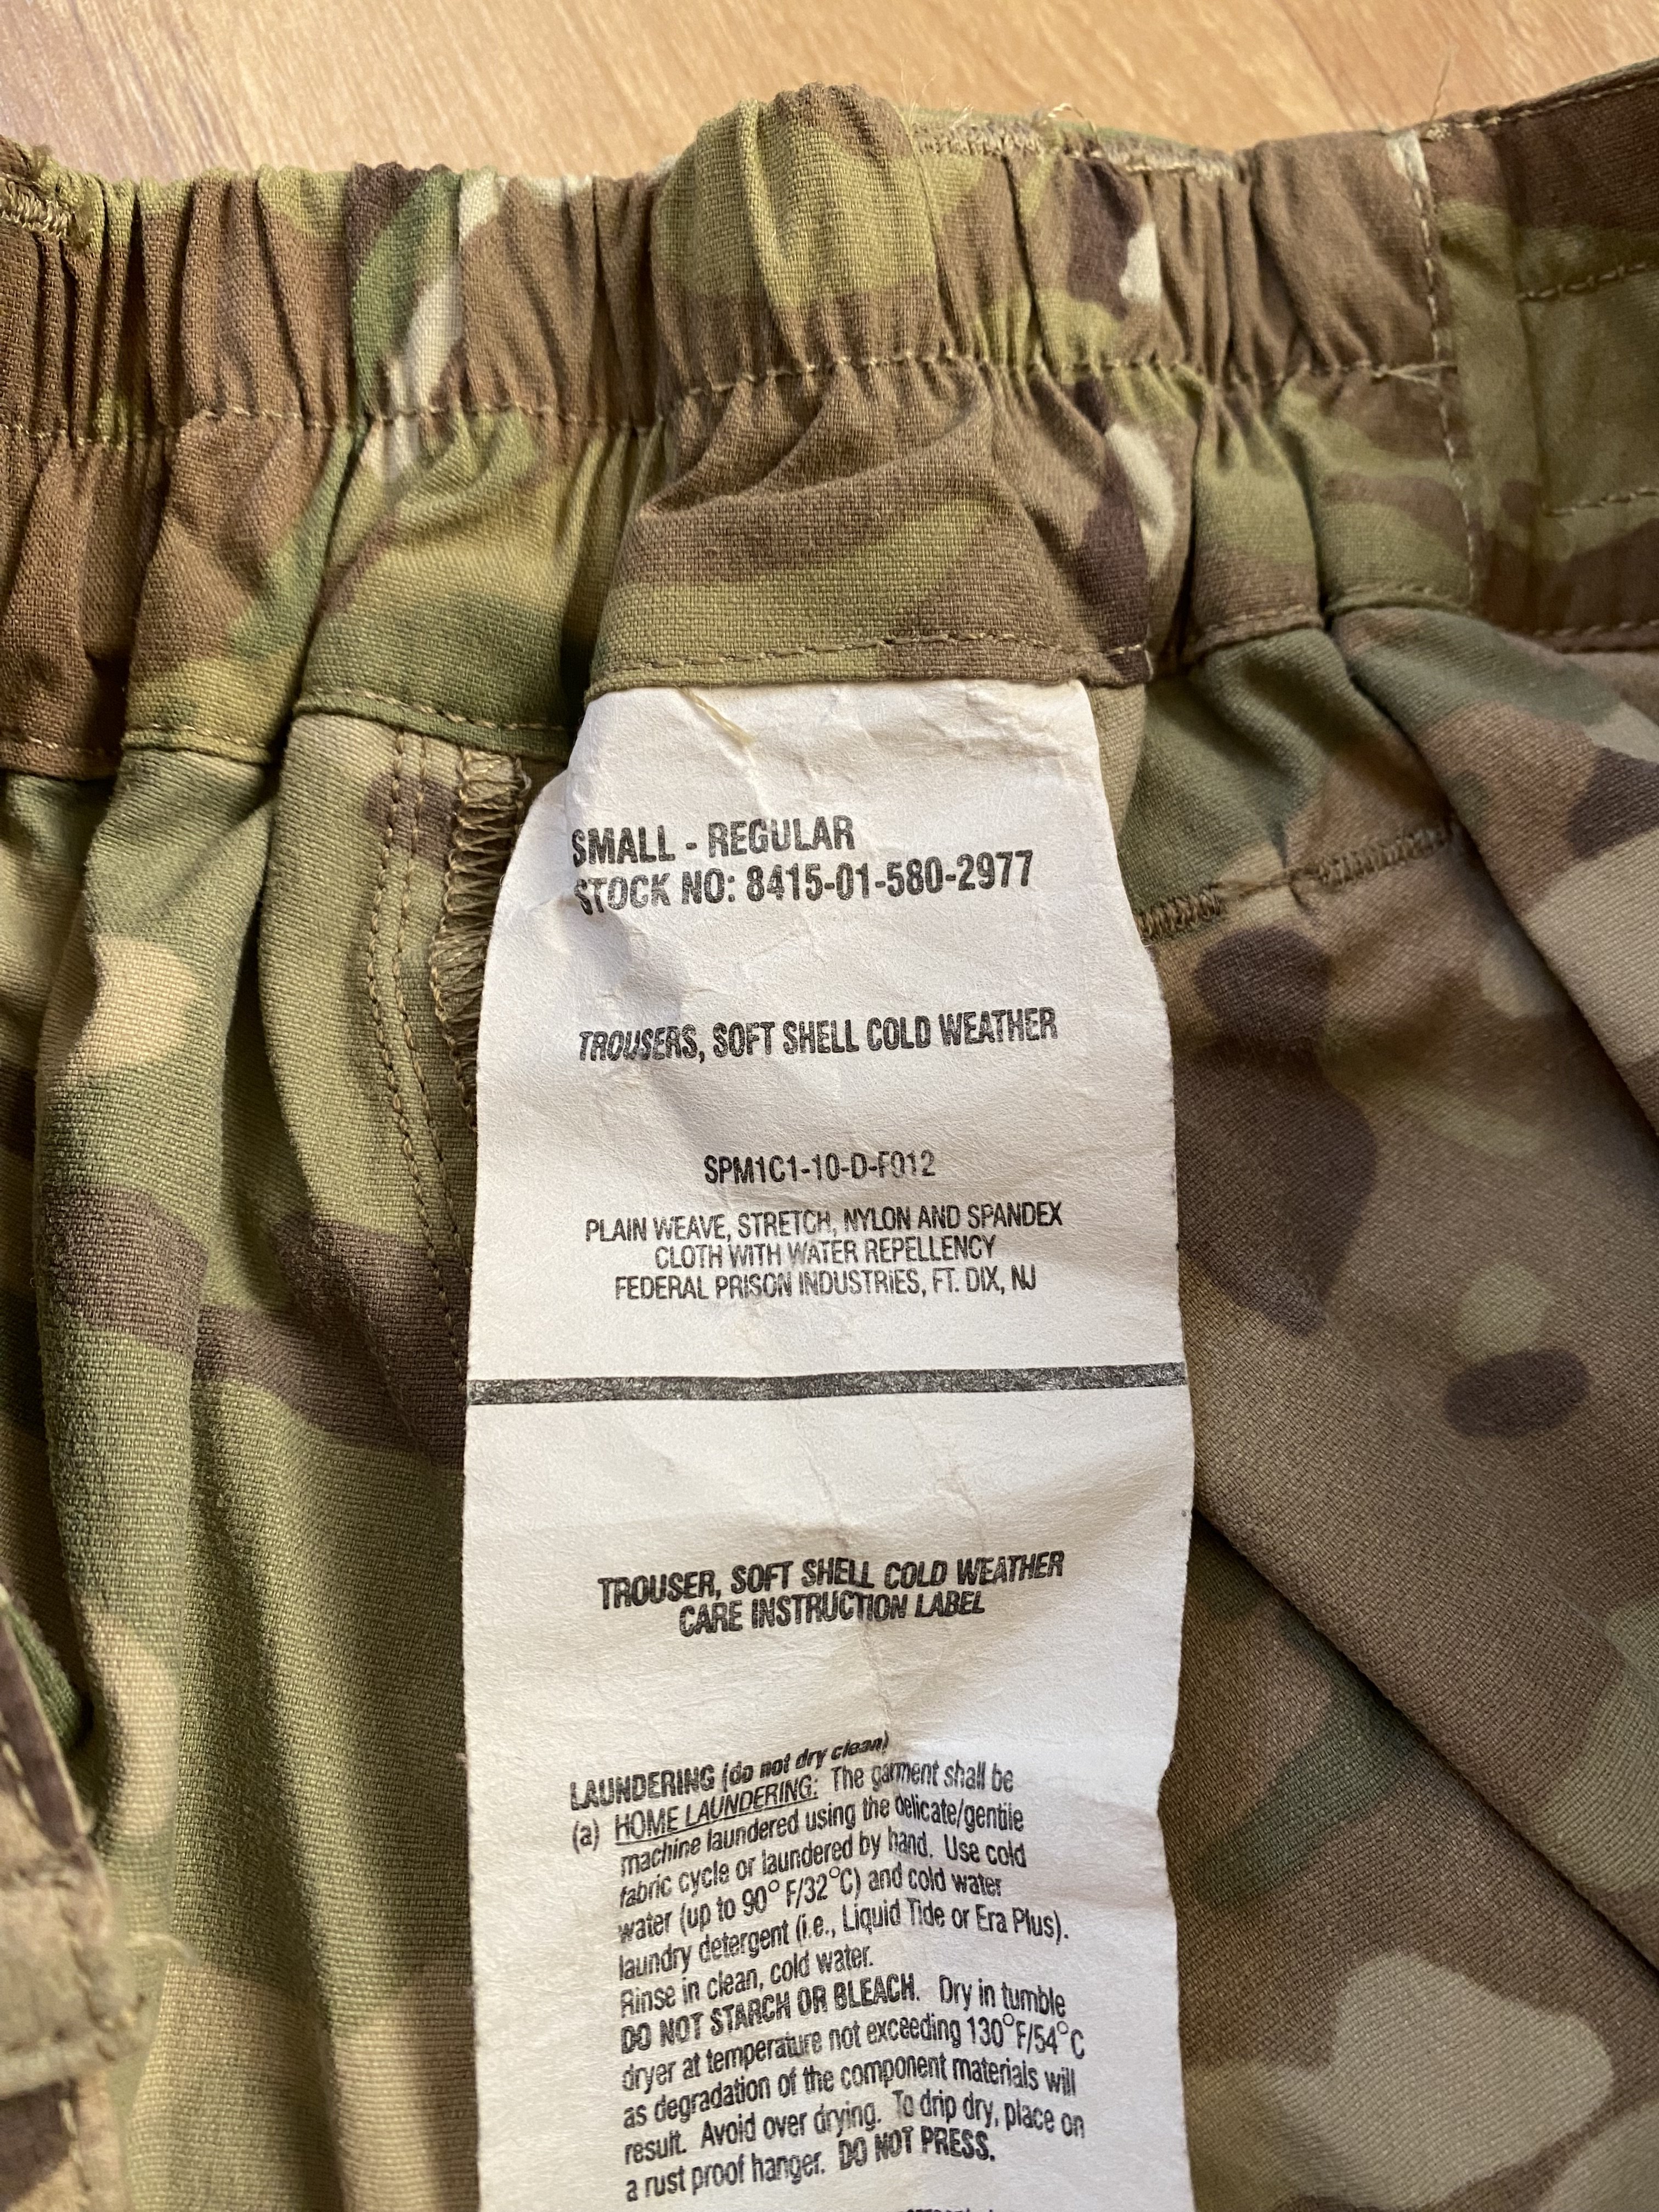 SMALL - REGULAR
STOCK NO: 8415-01-580-2977
TROUSERS, SOFT SHELL COLD WEATHER
SPM1C1-10-D-F012
PLAIN WEAVE, STRETCH, NYLON AND SPANDEX
CLOTH WITH WATER REPELLENCY
FEDERAL PRISON INDUSTRIES, FT. DIX, NJ
TROUSER, SOFT SHELL COLD WEATHER
CARE INSTRUCTION LABEL
LAUNDERING (do not dry clean)
(a) HOME LAUNDERING: The garment shall be
machine laundered using the delicate/gentile
fabric cycle or laundered by hand. Use cold
water (up to 90° F/32°C) and cold water
laundry detergent (i.e., Liquid Tide or Era Plus).
Rinse in clean, cold water.
DO NOT STARCH OR BLEACH. Dry in tumble
dryer at temperature not exceeding 130°F/54°C
as degradation of the component materials will
result. Avoid over drying. To drip dry, place on
a rust proof hanger. DO NOT PRESS.